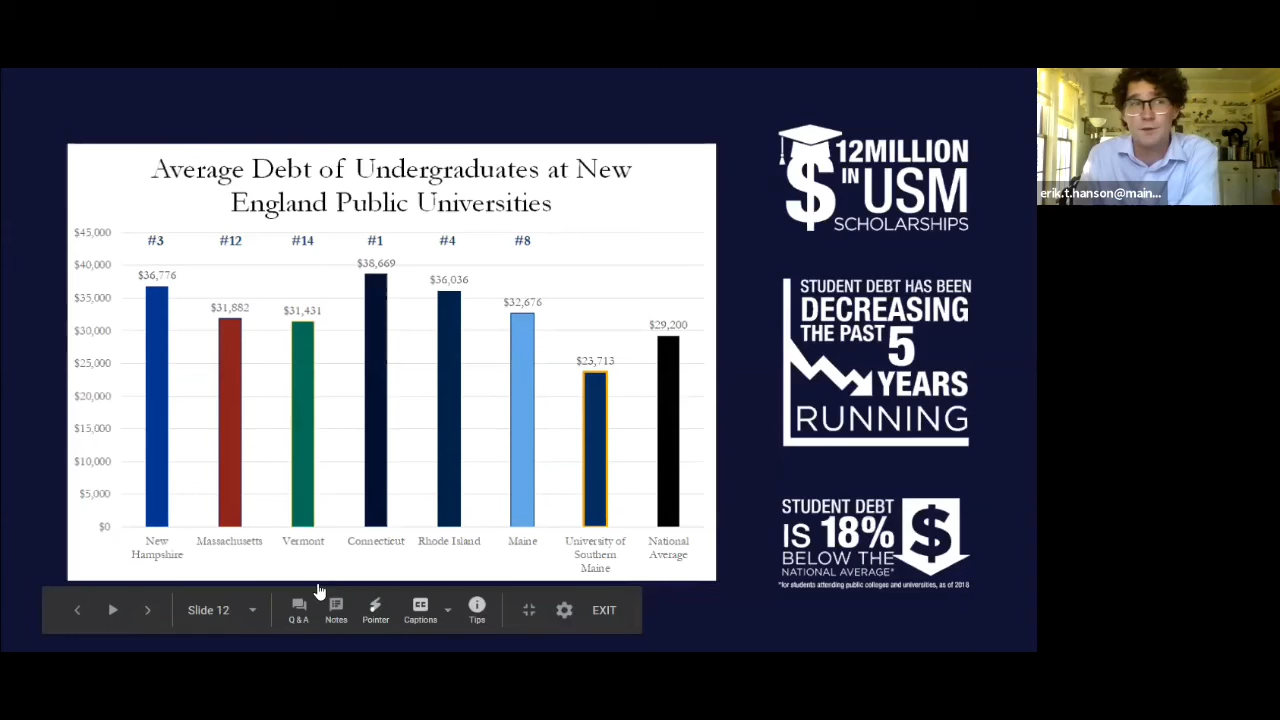 Average Debt of Undergraduates at New
England Public Universities
$45,000
$40,000
$35,000
$30,000
$25,000
$20,000
$15,000
$10,000
$5,000
$0
#3 #12 #14 #1 #4 #8
$36,776
$31,882
$31,431
$38,669
$36,036
$32,676
$23,713
$29,200
New
Hampshire
Massachusetts
Vermont
Connecticut
Rhode Island
Maine
University of
Southern
Maine
National
Average
$12MILLION
IN USM
SCHOLARSHIPS
STUDENT DEBT HAS BEEN
DECREASING
THE PAST 5
YEARS
RUNNING
STUDENT DEBT
IS 18%
BELOW THE
NATIONAL AVERAGE*
$
*for students attending public colleges and universities, as of 2018
erik.t.hanson@main...
Slide 12
Q & A
Notes
Pointer
CC
Captions
Tips
EXIT